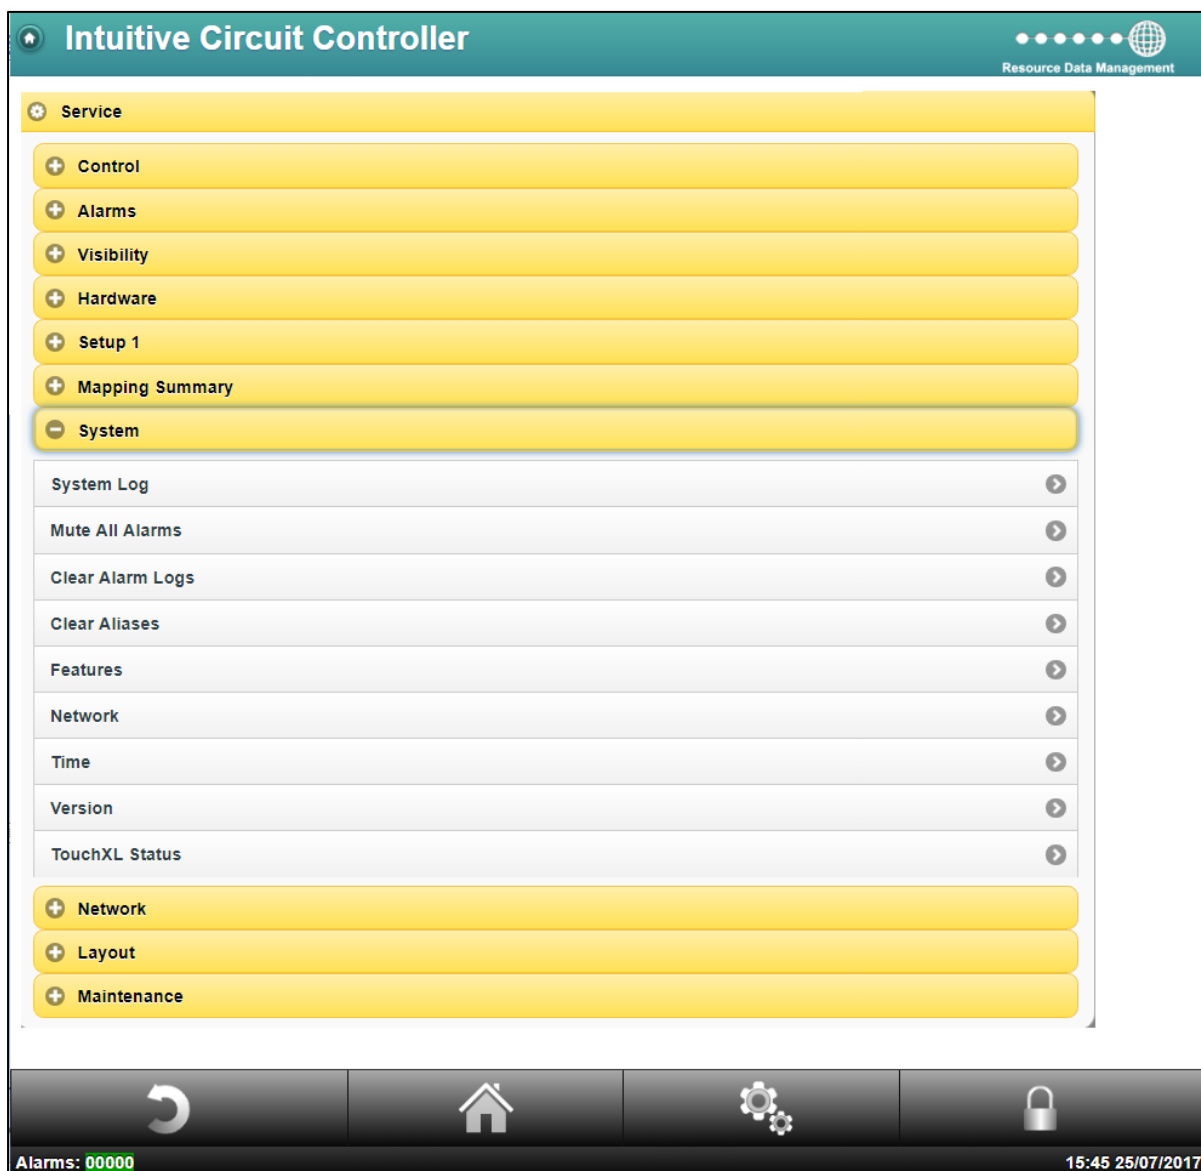 Intuitive Circuit Controller
Resource Data Management
Service
Control
Alarms
Visibility
Hardware
Setup 1
Mapping Summary
System
System Log
Mute All Alarms
Clear Alarm Logs
Clear Aliases
Features
Network
Time
Version
TouchXL Status
Network
Layout
Maintenance
Alarms: 00000 15:45 25/07/2017